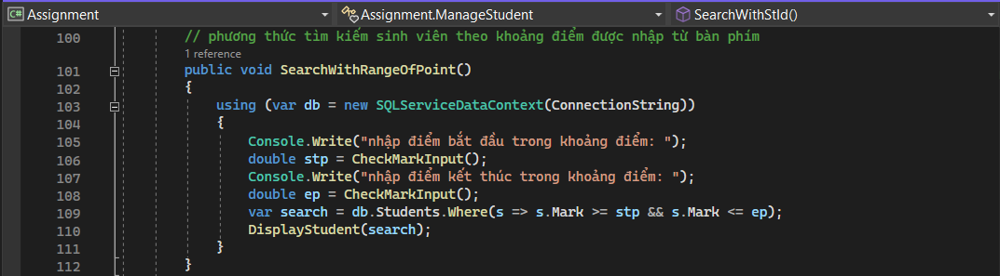 C# Assignment Assignment.ManageStudent SearchWithStId()
100 // phương thức tìm kiếm sinh viên theo khoảng điểm được nhập từ bàn phím
1 reference
101 public void SearchWithRangeOfPoint()
102 {
103 using (var db = new SQLServiceDataContext(ConnectionString))
104 {
105 Console.Write("nhập điểm bắt đầu trong khoảng điểm: ");
106 double stp = CheckMarkInput();
107 Console.Write("nhập điểm kết thúc trong khoảng điểm: ");
108 double ep = CheckMarkInput();
109 var search = db.Students.Where(s => s.Mark >= stp && s.Mark <= ep);
110 DisplayStudent(search);
111 }
112 }